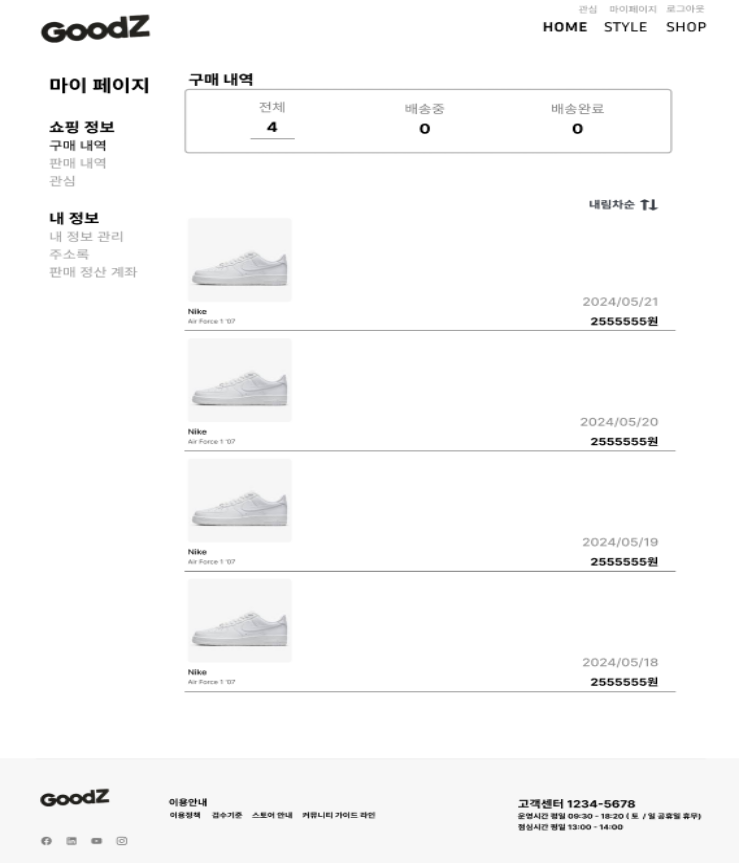 관심 마이페이지 로그아웃
GOODZ
HOME STYLE SHOP
마이 페이지
쇼핑 정보
구매 내역
판매 내역
관심
내 정보
내 정보 관리
주소록
판매 정산 계좌
구매 내역
전체 배송중 배송완료
4 0 0
내림차순
Nike
Air Force 1 '07
2024/05/21
2555555원
Nike
Air Force 1 '07
2024/05/20
2555555원
Nike
Air Force 1 '07
2024/05/19
2555555원
Nike
Air Force 1 '07
2024/05/18
2555555원
GOODZ
이용안내
이용정책 검수기준 스토어 안내 커뮤니티 가이드 라인
고객센터 1234-5678
운영시간 평일 09:30 - 18:20 ( 토 / 일 공휴일 휴무)
점심시간 평일 13:00 - 14:00